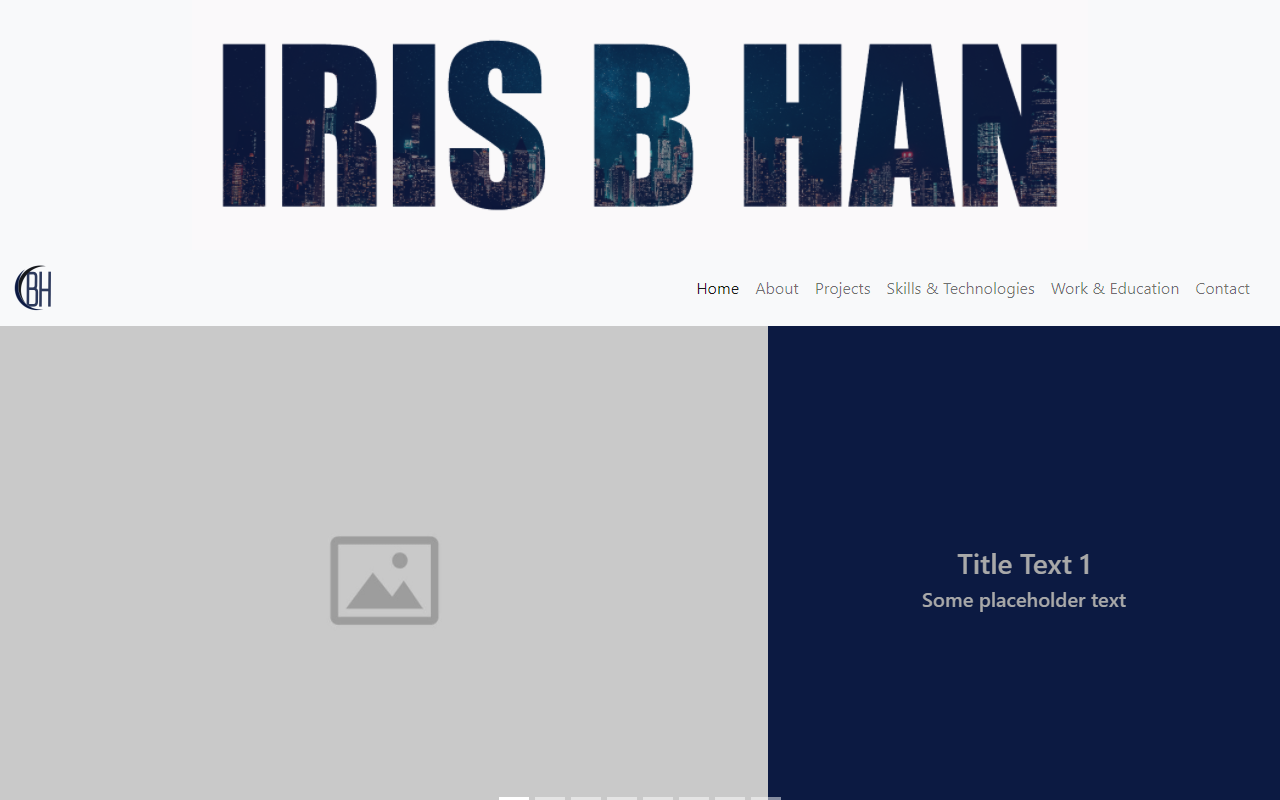 IRIS B HAN
BH
Home About Projects Skills & Technologies Work & Education Contact
Title Text 1
Some placeholder text